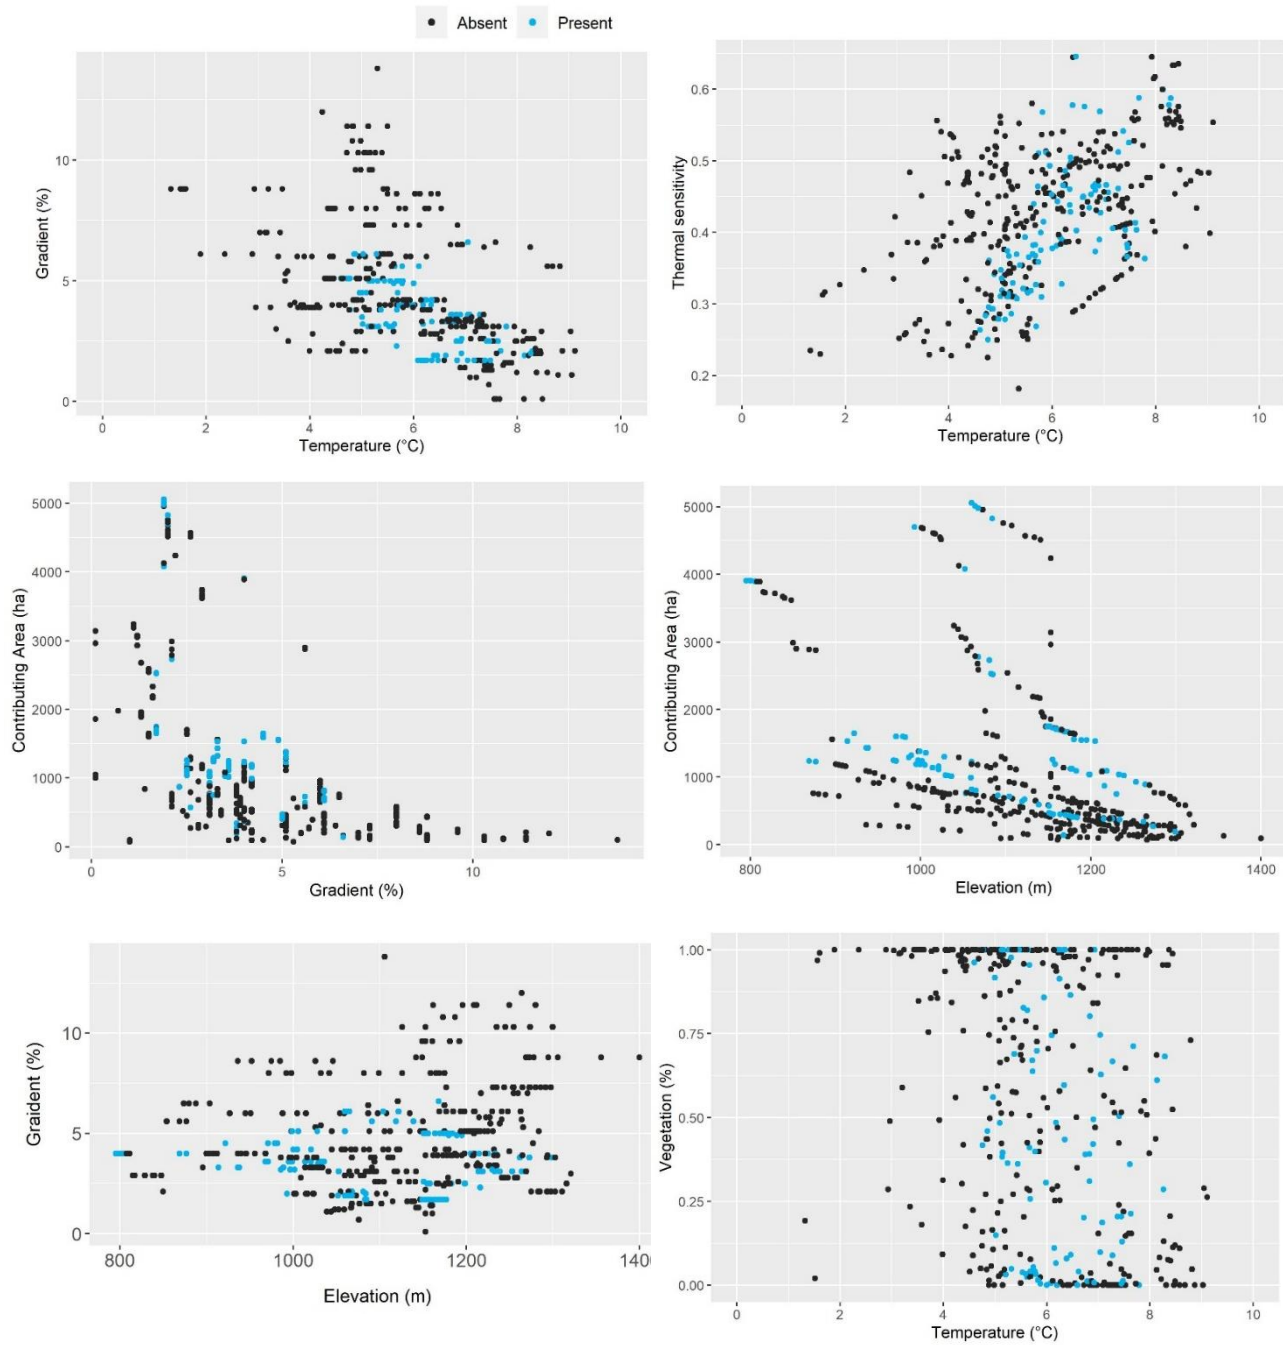 Absent Present
Gradient (%)
10
5
0
0 2 4 6 8 10
Temperature (°C)
Thermal sensitivity
0.6
0.5
0.4
0.3
0.2
0 2 4 6 8 10
Temperature (°C)
Contributing Area (ha)
5000
4000
3000
2000
1000
0
0 5 10
Gradient (%)
Contributing Area (ha)
5000
4000
3000
2000
1000
0
800 1000 1200 1400
Elevation (m)
Graident (%)
10
5
0
800 1000 1200 1400
Elevation (m)
Vegetation (%)
1.00
0.75
0.50
0.25
0.00
0 2 4 6 8 10
Temperature (°C)